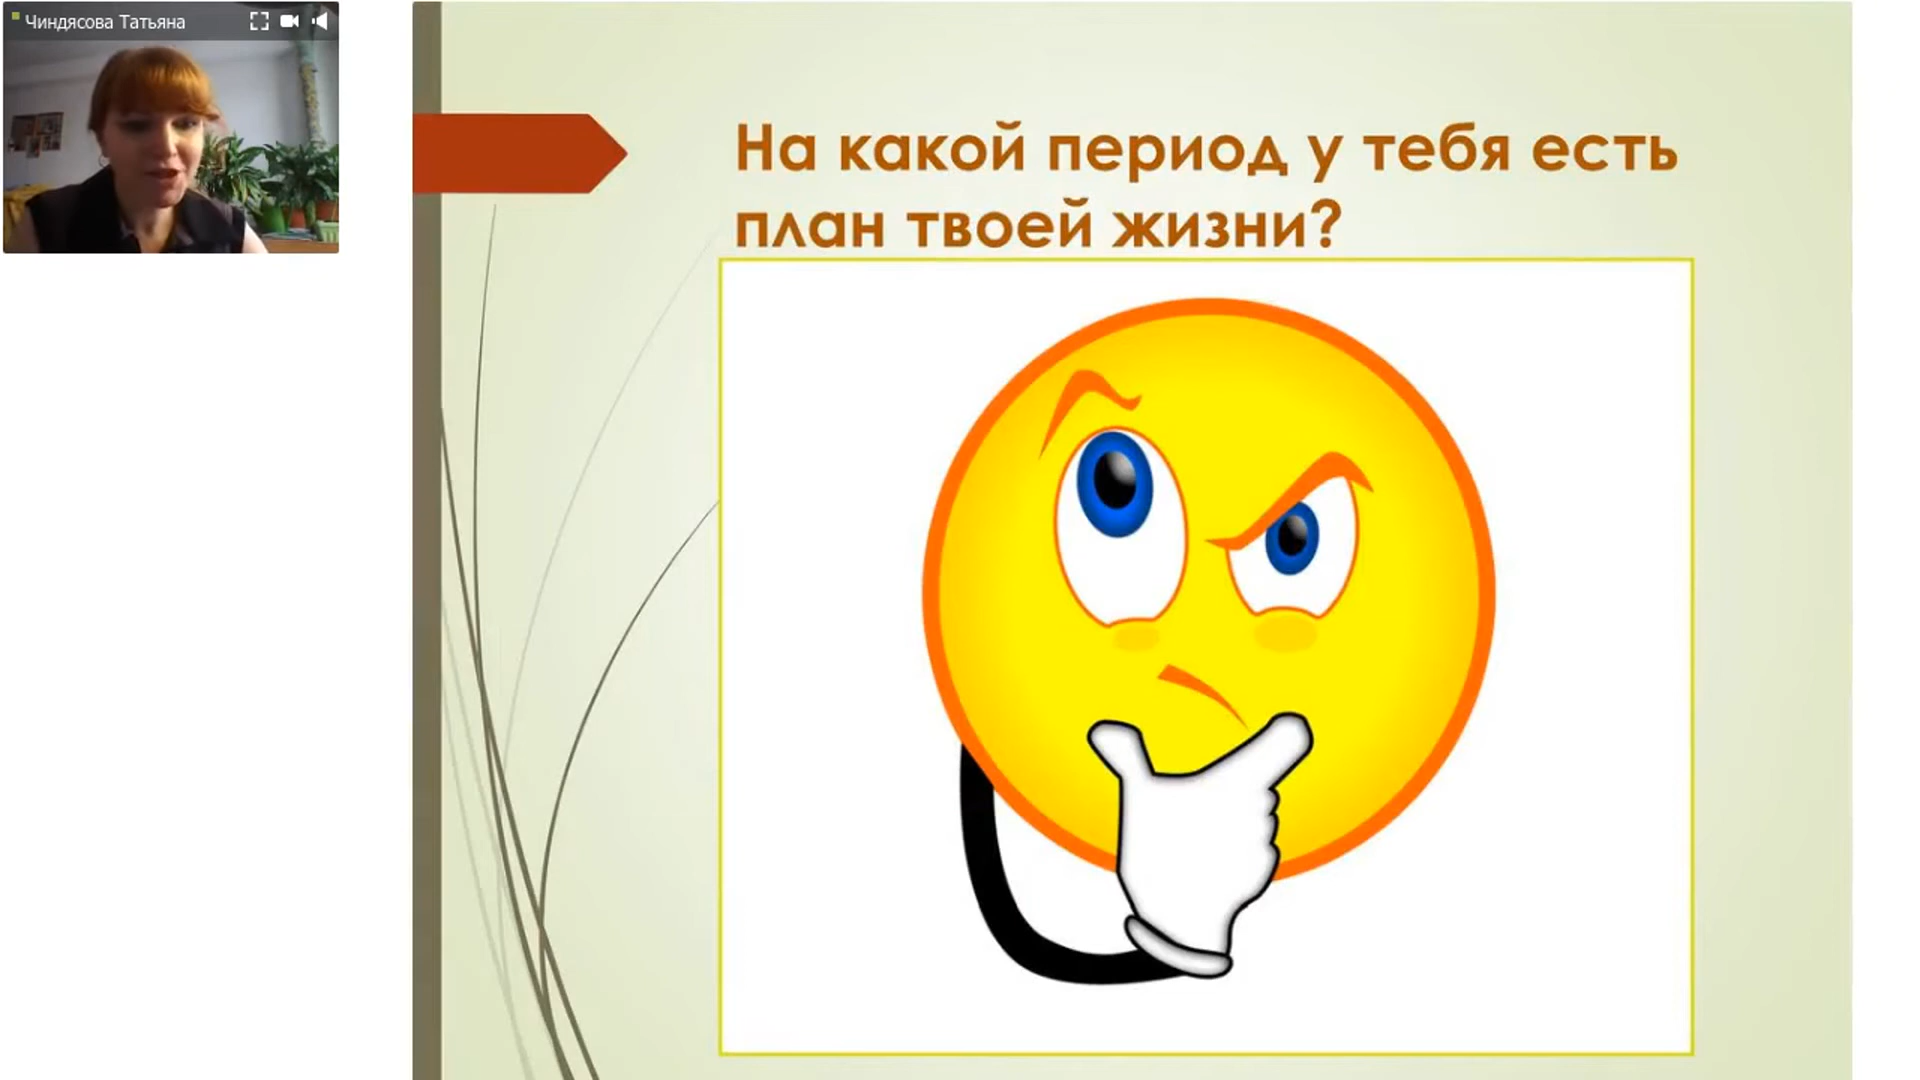 Чиндясова Татьяна
На какой период у тебя есть
план твоей жизни?